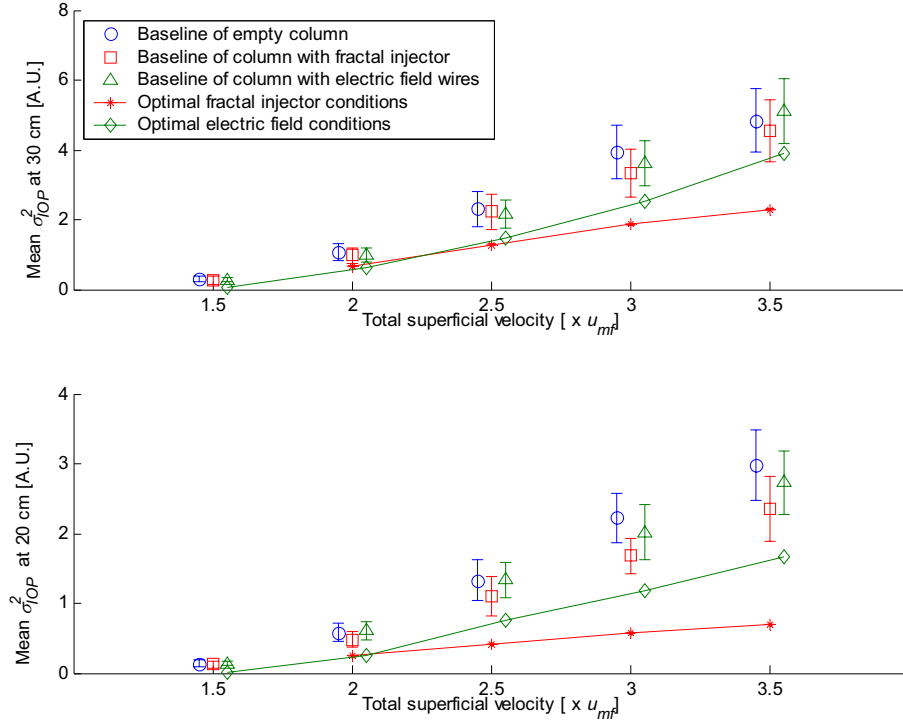 8
6
4
2
0
Mean σ²IOP at 30 cm [A.U.]
Baseline of empty column
Baseline of column with fractal injector
Baseline of column with electric field wires
Optimal fractal injector conditions
Optimal electric field conditions
1.5 2 2.5 3 3.5
Total superficial velocity [ x umf]
4
3
2
1
0
Mean σ²IOP at 20 cm [A.U.]
1.5 2 2.5 3 3.5
Total superficial velocity [ x umf]